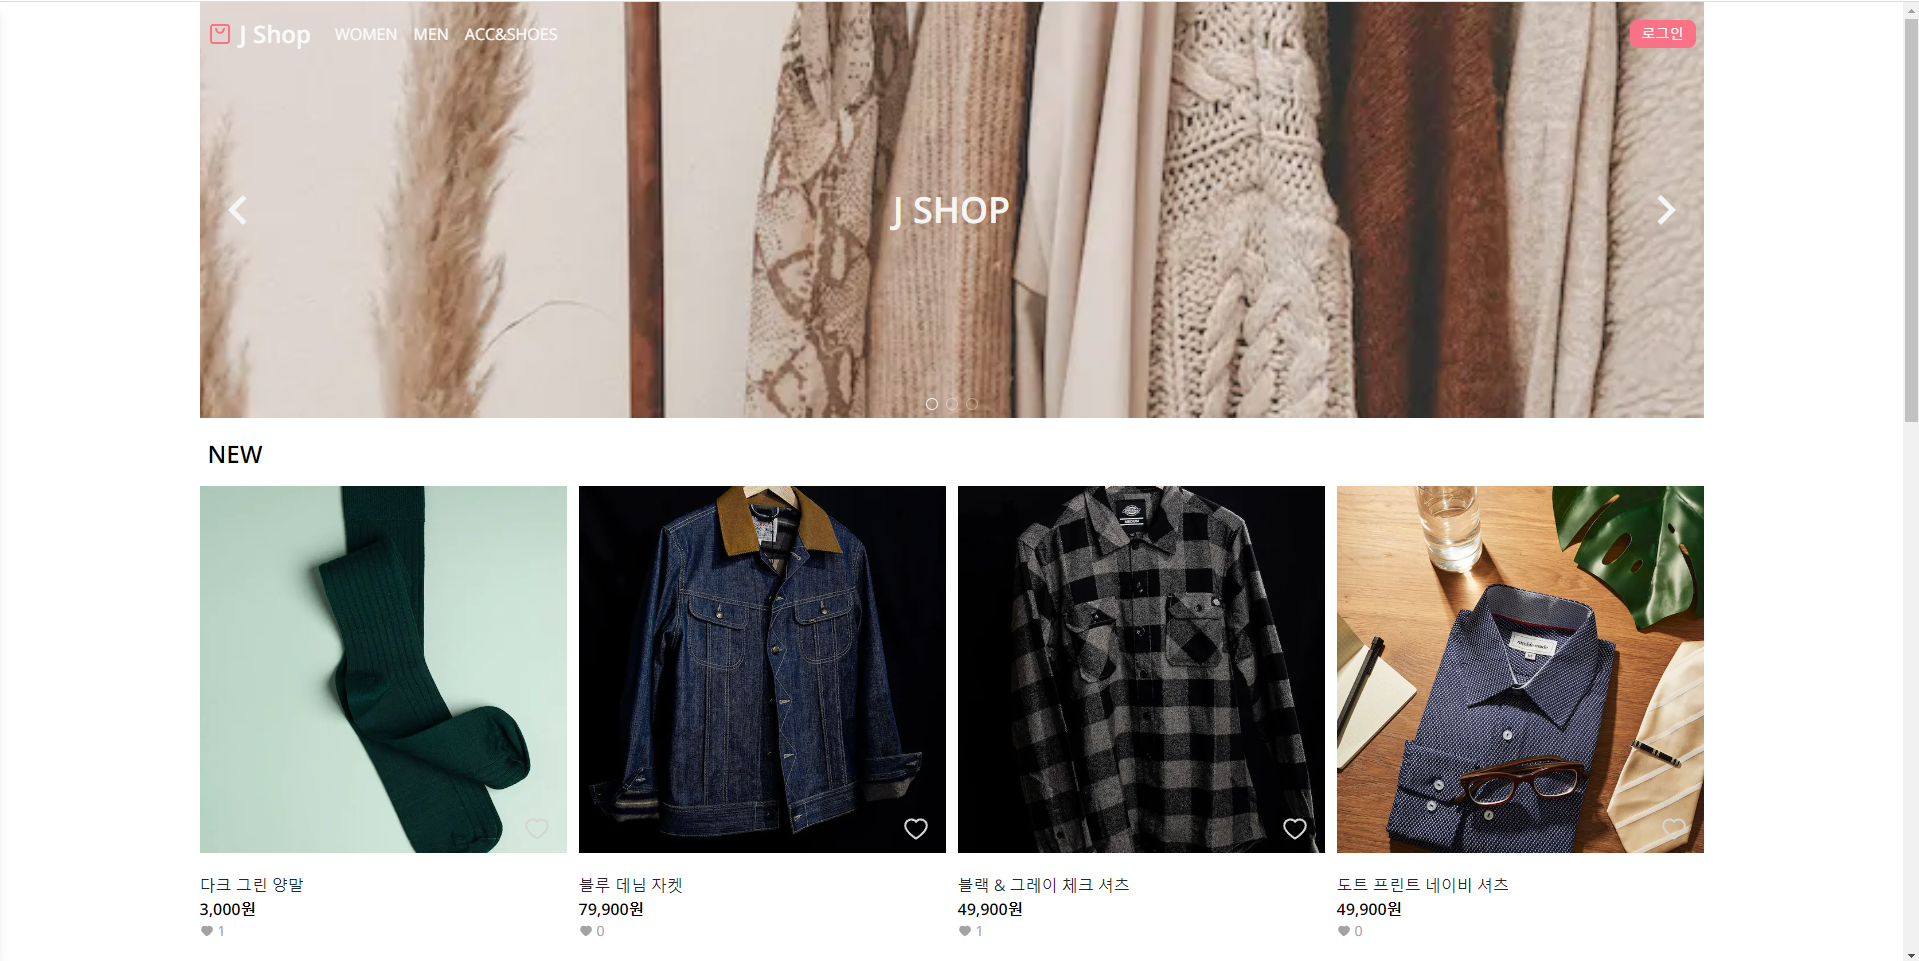 J Shop
WOMEN MEN ACC&SHOES
로그인
J SHOP
NEW
다크 그린 양말
3,000원
1
블루 데님 자켓
79,900원
0
블랙 & 그레이 체크 셔츠
49,900원
1
도트 프린트 네이비 셔츠
49,900원
0